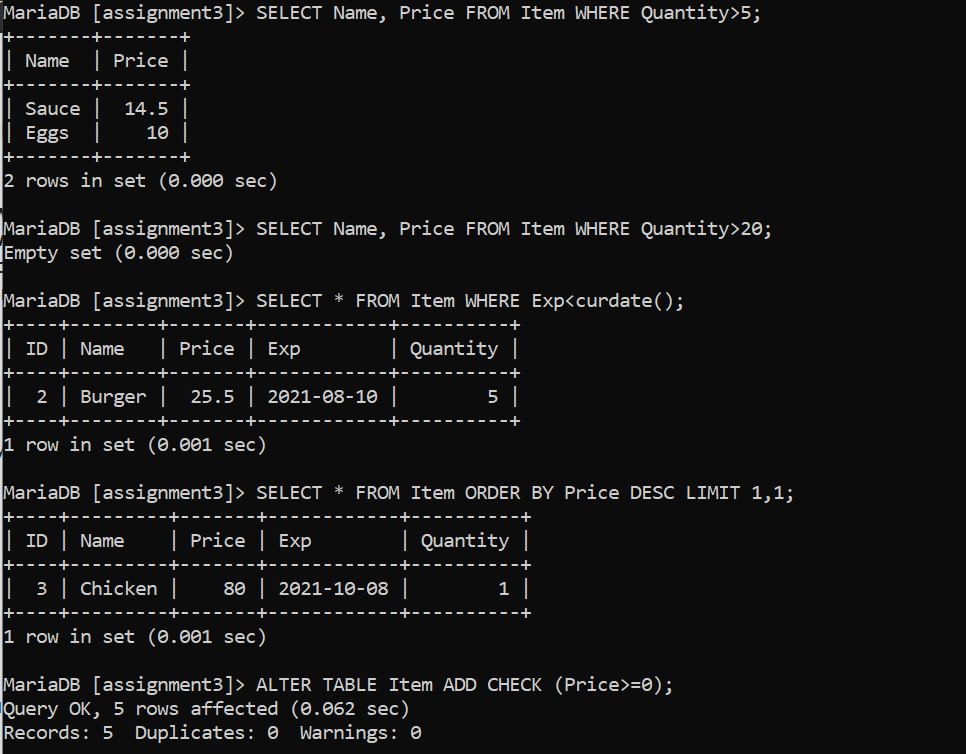 MariaDB [assignment3]> SELECT Name, Price FROM Item WHERE Quantity>5;
+-------+-------+
| Name  | Price |
+-------+-------+
| Sauce |  14.5 |
| Eggs  |    10 |
+-------+-------+
2 rows in set (0.000 sec)

MariaDB [assignment3]> SELECT Name, Price FROM Item WHERE Quantity>20;
Empty set (0.000 sec)

MariaDB [assignment3]> SELECT * FROM Item WHERE Exp<curdate();
+----+--------+-------+------------+----------+
| ID | Name   | Price | Exp        | Quantity |
+----+--------+-------+------------+----------+
|  2 | Burger |  25.5 | 2021-08-10 |        5 |
+----+--------+-------+------------+----------+
1 row in set (0.001 sec)

MariaDB [assignment3]> SELECT * FROM Item ORDER BY Price DESC LIMIT 1,1;
+----+---------+-------+------------+----------+
| ID | Name    | Price | Exp        | Quantity |
+----+---------+-------+------------+----------+
|  3 | Chicken |    80 | 2021-10-08 |        1 |
+----+---------+-------+------------+----------+
1 row in set (0.001 sec)

MariaDB [assignment3]> ALTER TABLE Item ADD CHECK (Price>=0);
Query OK, 5 rows affected (0.062 sec)
Records: 5  Duplicates: 0  Warnings: 0